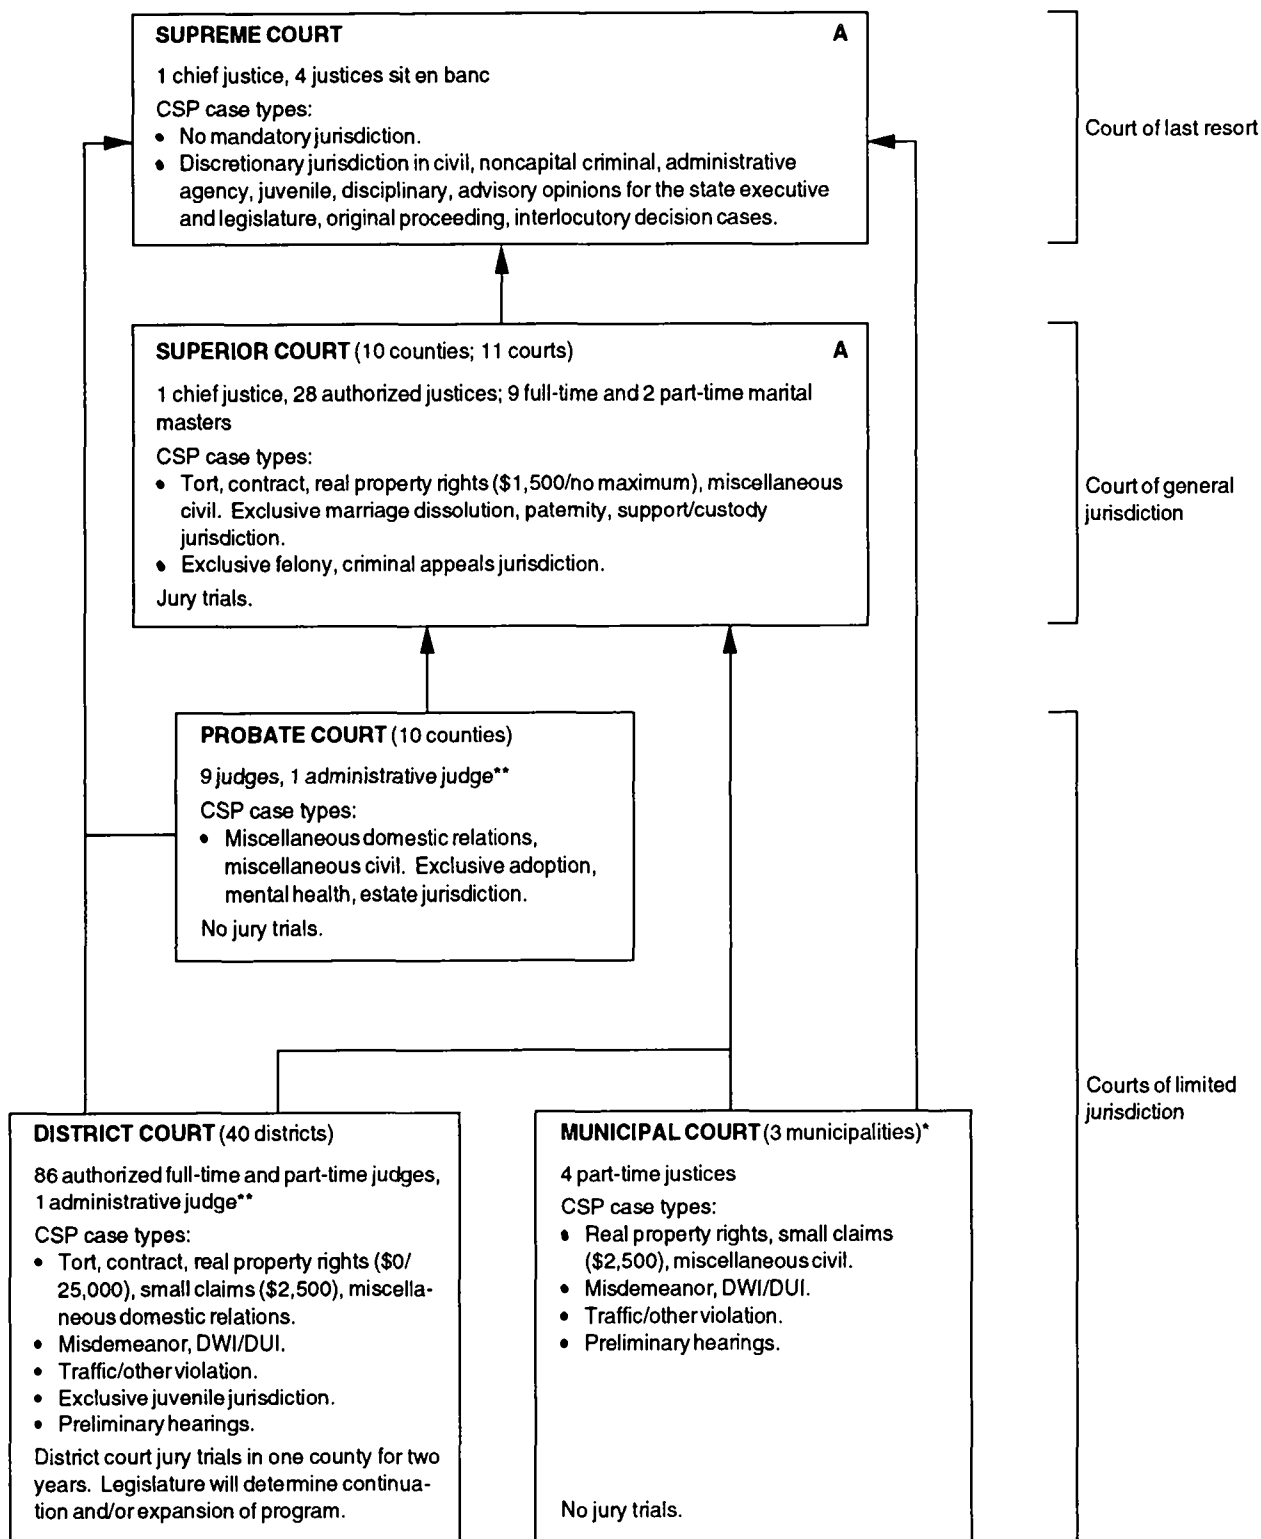 SUPREME COURT A
1 chief justice, 4 justices sit en banc
CSP case types:
• No mandatory jurisdiction.
• Discretionary jurisdiction in civil, noncapital criminal, administrative
agency, juvenile, disciplinary, advisory opinions for the state executive
and legislature, original proceeding, interlocutory decision cases.
Court of last resort
SUPERIOR COURT (10 counties; 11 courts) A
1 chief justice, 28 authorized justices; 9 full-time and 2 part-time marital
masters
CSP case types:
• Tort, contract, real property rights ($1,500/no maximum), miscellaneous
civil. Exclusive marriage dissolution, paternity, support/custody
jurisdiction.
• Exclusive felony, criminal appeals jurisdiction.
Jury trials.
Court of general
jurisdiction
PROBATE COURT (10 counties)
9 judges, 1 administrative judge**
CSP case types:
• Miscellaneous domestic relations,
miscellaneous civil. Exclusive adoption,
mental health, estate jurisdiction.
No jury trials.
Courts of limited
jurisdiction
DISTRICT COURT (40 districts)
86 authorized full-time and part-time judges,
1 administrative judge**
CSP case types:
• Tort, contract, real property rights ($0/
25,000), small claims ($2,500), miscella-
neous domestic relations.
• Misdemeanor, DWI/DUI.
• Traffic/other violation.
• Exclusive juvenile jurisdiction.
• Preliminary hearings.
District court jury trials in one county for two
years. Legislature will determine continua-
tion and/or expansion of program.
MUNICIPAL COURT (3 municipalities)*
4 part-time justices
CSP case types:
• Real property rights, small claims
($2,500), miscellaneous civil.
• Misdemeanor, DWI/DUI.
• Traffic/other violation.
• Preliminary hearings.
No jury trials.